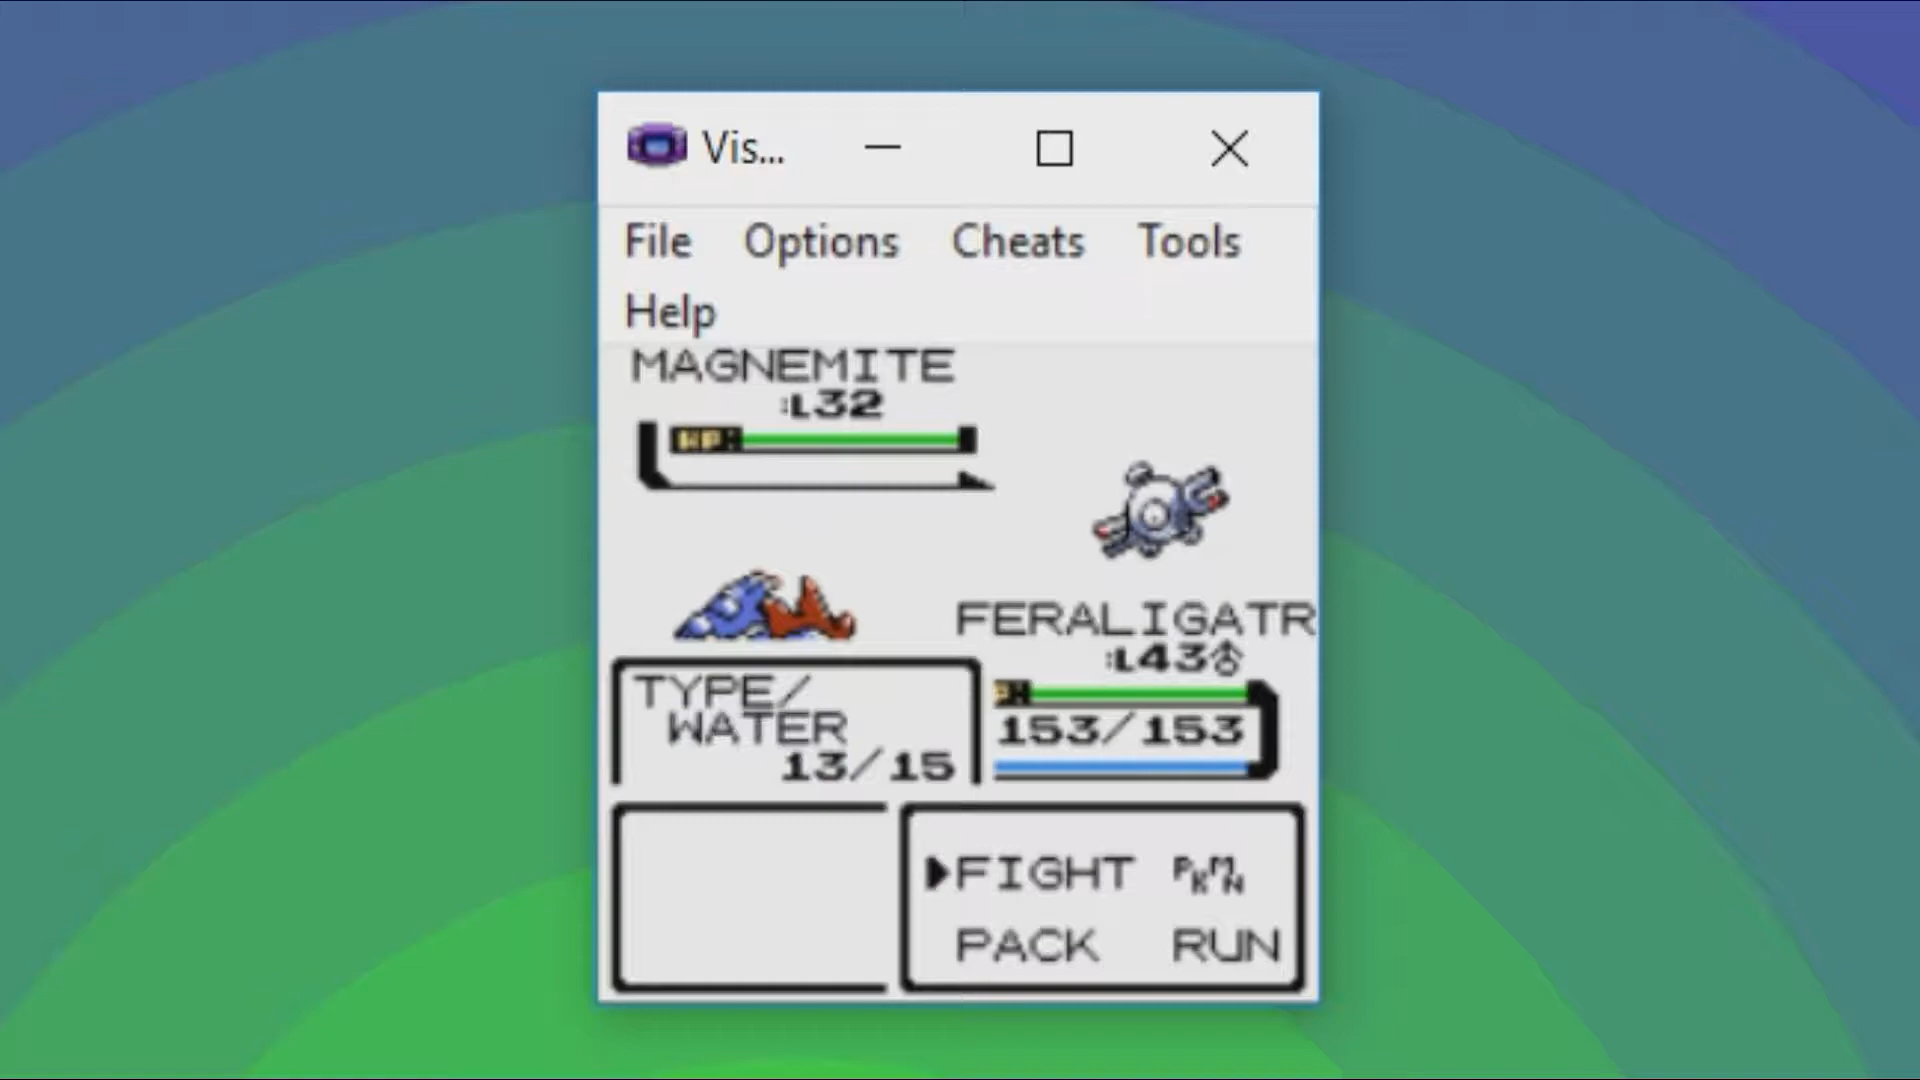 Vis...
File Options Cheats Tools
Help
MAGNEMITE
:L32
HP:
FERALIGATR
:L43♂
TYPE/
WATER
153/153
13/15
FIGHT PKMN
PACK RUN